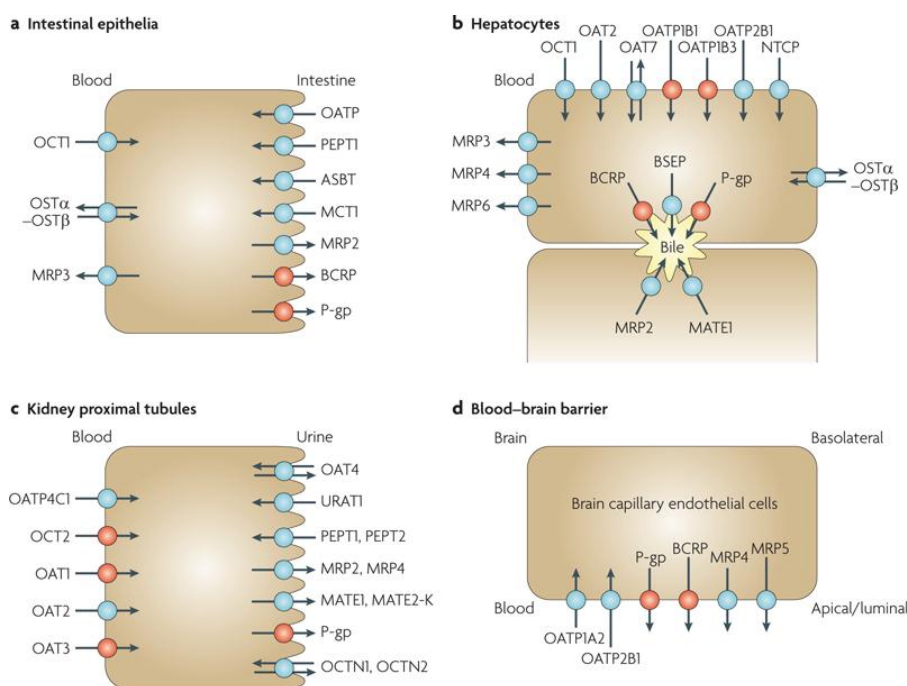 a Intestinal epithelia
Blood
Intestine
OCT1
OSTα
–OSTβ
MRP3
OATP
PEPT1
ASBT
MCT1
MRP2
BCRP
P-gp
b Hepatocytes
Blood
OCT1
OAT2
OAT7
OATP1B1
OATP1B3
OATP2B1
NTCP
MRP3
MRP4
MRP6
BCRP
BSEP
P-gp
OSTα
–OSTβ
Bile
MRP2
MATE1
c Kidney proximal tubules
Blood
Urine
OATP4C1
OCT2
OAT1
OAT2
OAT3
OAT4
URAT1
PEPT1, PEPT2
MRP2, MRP4
MATE1, MATE2-K
P-gp
OCTN1, OCTN2
d Blood–brain barrier
Brain
Basolateral
Brain capillary endothelial cells
P-gp
BCRP
MRP4
MRP5
Blood
Apical/luminal
OATP1A2
OATP2B1